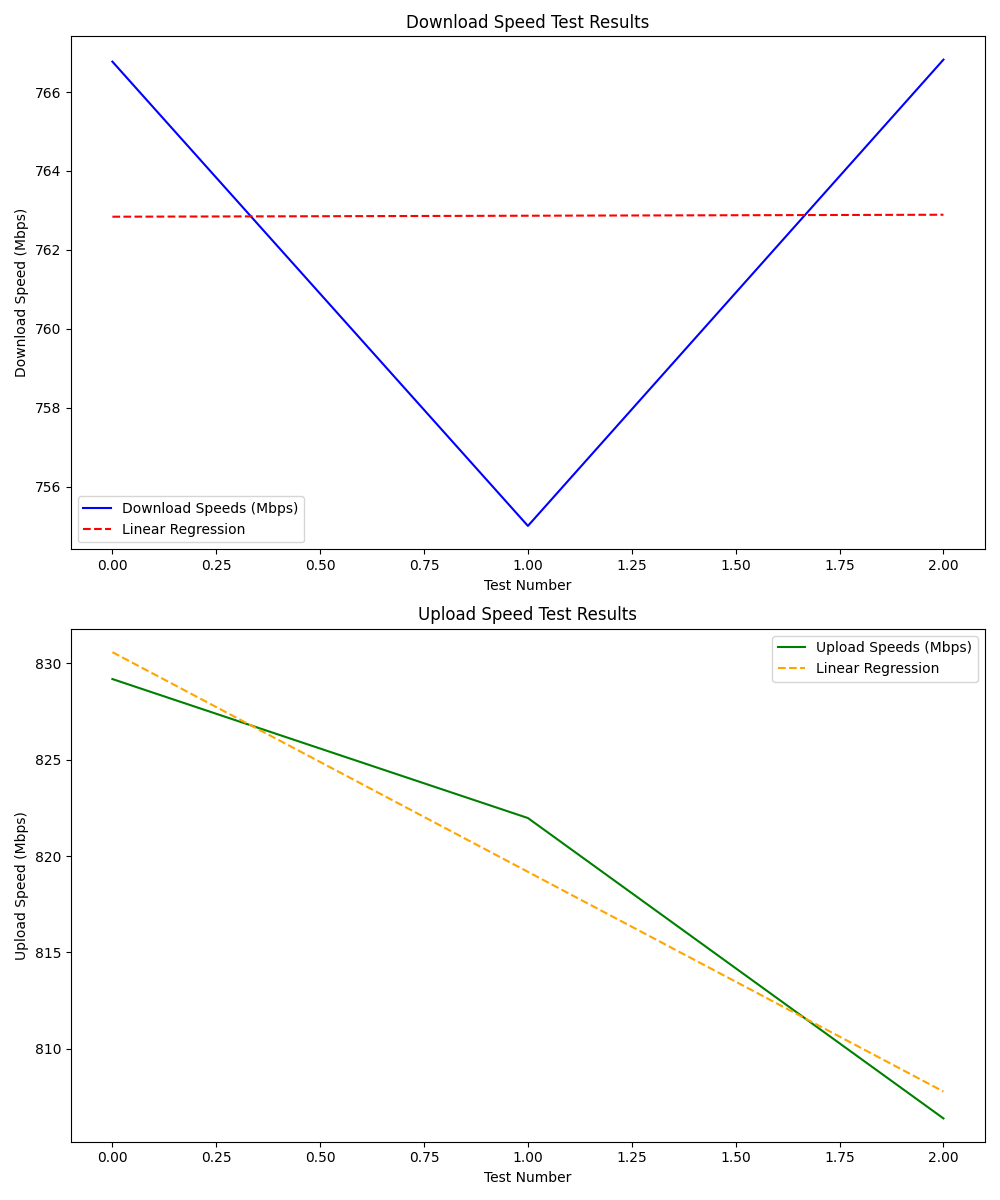 Download Speed Test Results
Download Speed (Mbps)
766
764
762
760
758
756
Download Speeds (Mbps)
Linear Regression
0.00 0.25 0.50 0.75 1.00 1.25 1.50 1.75 2.00
Test Number
Upload Speed Test Results
Upload Speed (Mbps)
830
825
820
815
810
Upload Speeds (Mbps)
Linear Regression
0.00 0.25 0.50 0.75 1.00 1.25 1.50 1.75 2.00
Test Number